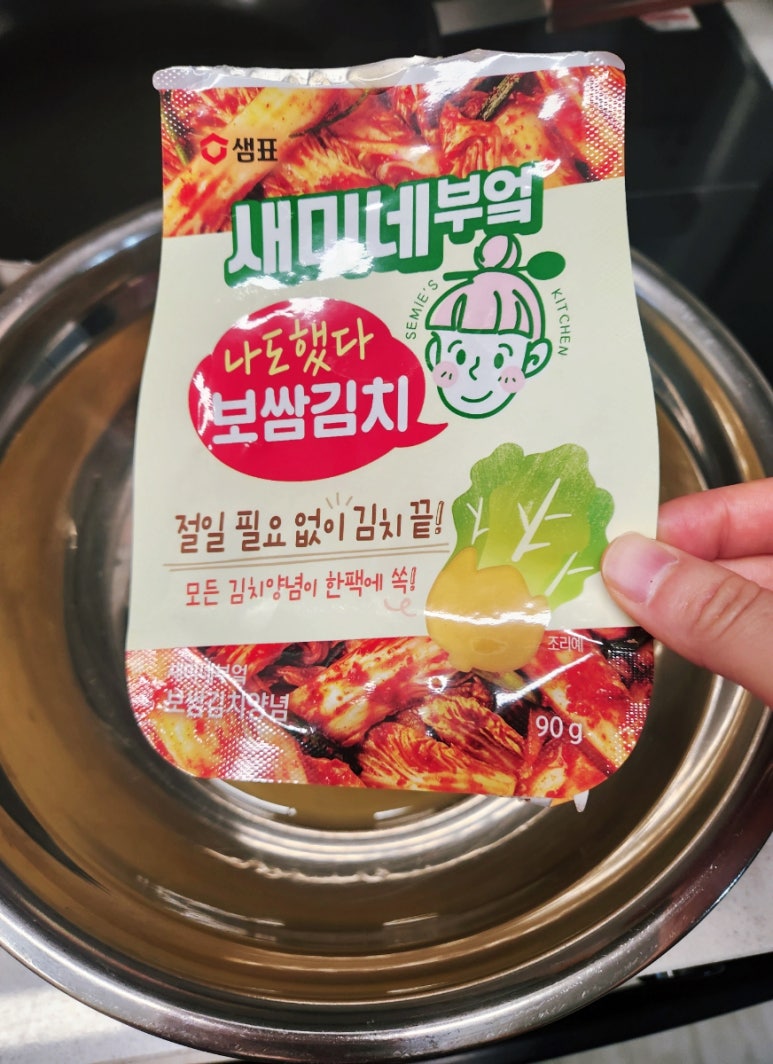 샘표
새미네부엌
SEMIE'S KITCHEN
나도했다
보쌈김치
절일 필요 없이 김치 끝!
모든 김치양념이 한팩에 쏙!
조리예
새미네부엌
보쌈김치양념
90 g